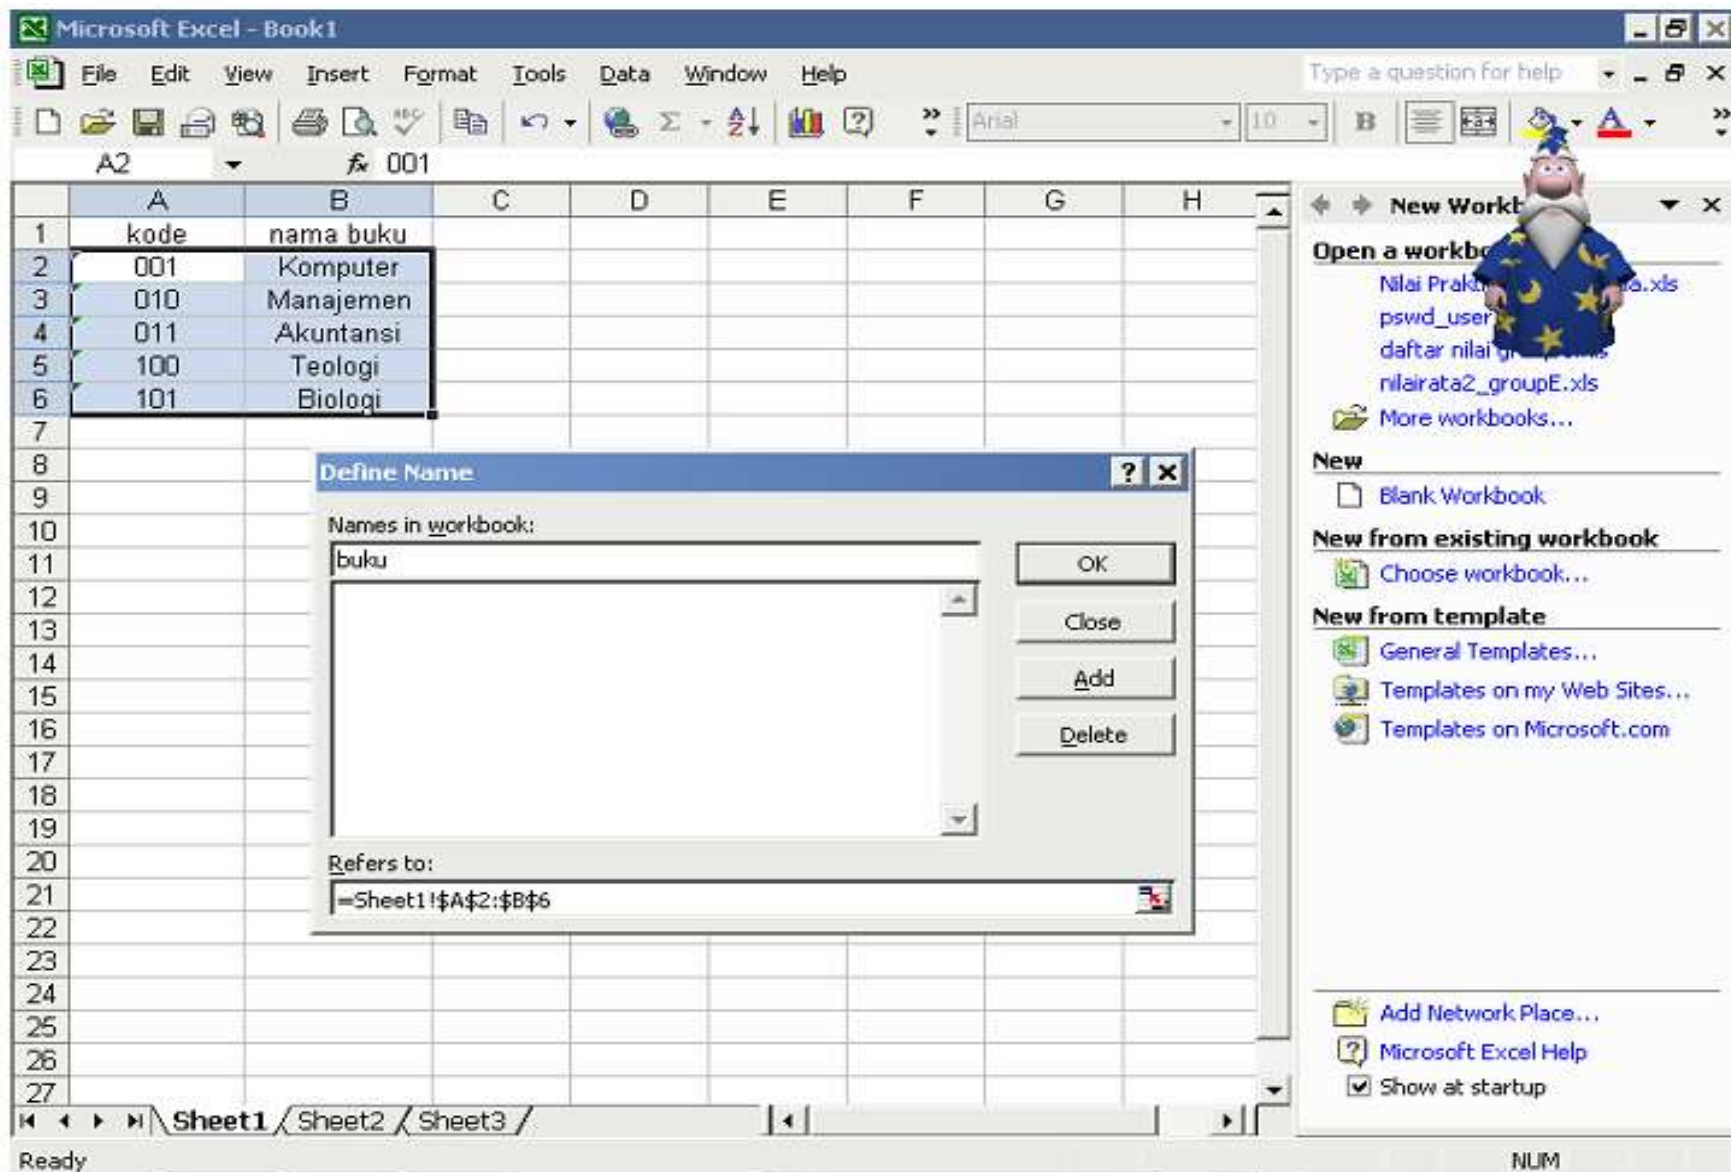 Microsoft Excel - Book1
File Edit View Insert Format Tools Data Window Help Type a question for help
Arial 10 B A
A2 fx 001
A B C D E F G H
1 kode nama buku
2 001 Komputer
3 010 Manajemen
4 011 Akuntansi
5 100 Teologi
6 101 Biologi
7
8
9
10
11
12
13
14
15
16
17
18
19
20
21
22
23
24
25
26
27
Define Name
Names in workbook:
buku
OK
Close
Add
Delete
Refers to:
=Sheet1!$A$2:$B$6
New
Open a
Nilai
pswd_user
daftar nilai
nilairata2_groupE.xls
More workbooks...
New
Blank Workbook
New from existing workbook
Choose workbook...
New from template
General Templates...
Templates on my Web Sites...
Templates on Microsoft.com
Add Network Place...
Microsoft Excel Help
Show at startup
Sheet1 Sheet2 Sheet3
Ready NUM